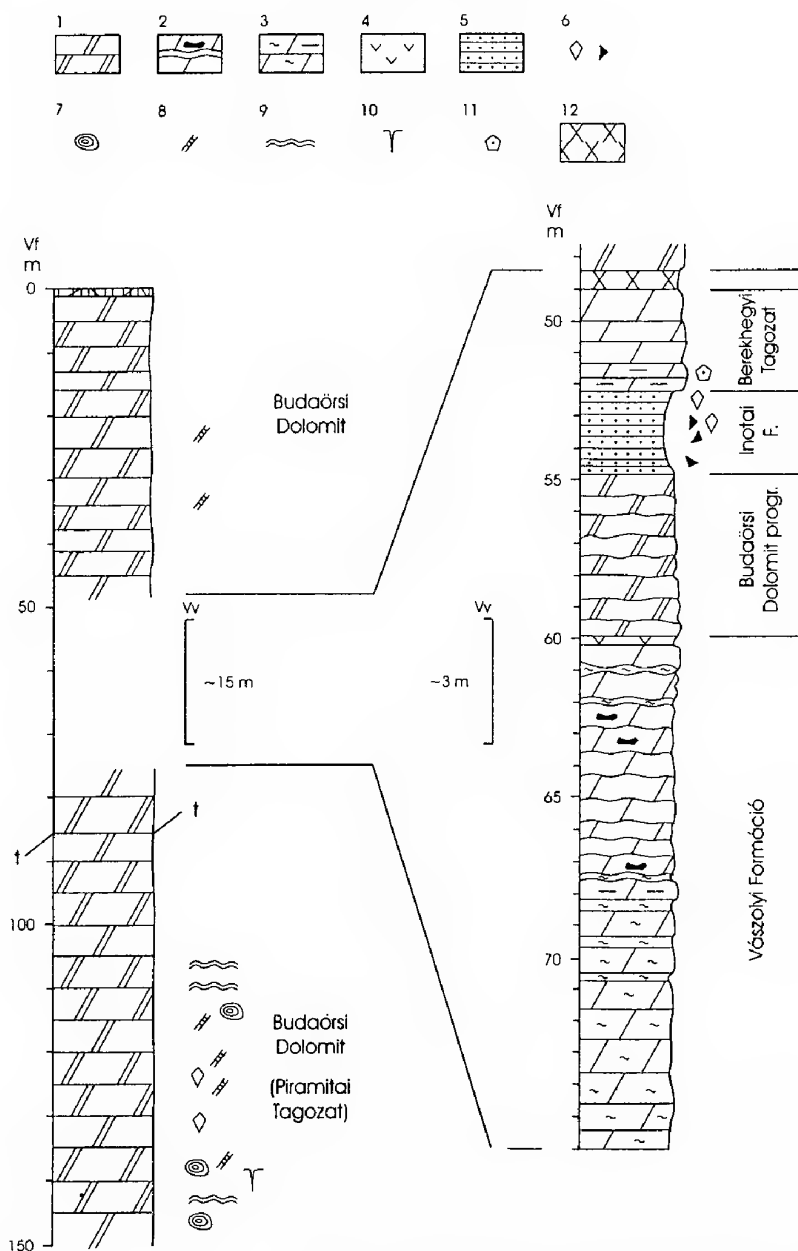 1 2 3 4 5 6
7 8 9 10 11 12
Vf
m
0
Budaörsi
Dolomit
50
Vv
~15 m
t
t
100
Budaörsi
Dolomit
(Piramitai
Tagozat)
150
Vf
m
50
Berekhegyi
Tagozat
Inotai
F.
55
Budaörsi
Dolomit progr.
60
Vv
~3 m
65
Vászolyi Formáció
70